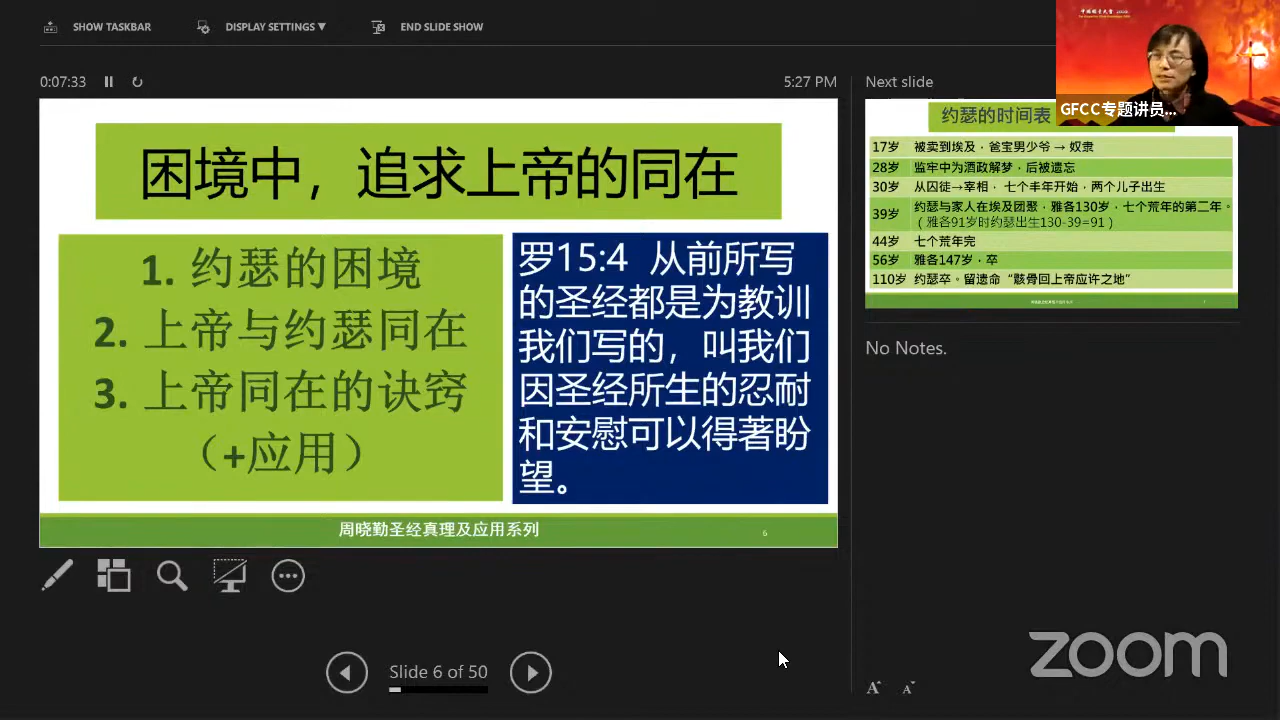 SHOW TASKBAR
DISPLAY SETTINGS ▼
END SLIDE SHOW
0:07:33
5:27 PM
困境中，追求上帝的同在
1. 约瑟的困境
2. 上帝与约瑟同在
3. 上帝同在的诀窍
（+应用）
罗15:4 从前所写
的圣经都是为教训
我们写的，叫我们
因圣经所生的忍耐
和安慰可以得著盼
望。
周晓勤圣经真理及应用系列
6
Slide 6 of 50
Next slide
GFCC专题讲员...
约瑟的时间表
17岁 被卖到埃及，爸宝男少爷 → 奴隶
28岁 监牢中为酒政解梦，后被遗忘
30岁 从囚徒→宰相， 七个丰年开始，两个儿子出生
39岁 约瑟与家人在埃及团聚，雅各130岁，七个荒年的第二年。
（雅各91岁时约瑟出生130-39=91）
44岁 七个荒年完
56岁 雅各147岁，卒
110岁 约瑟卒。留遗命“骸骨回上帝应许之地”
No Notes.
A A
zoom